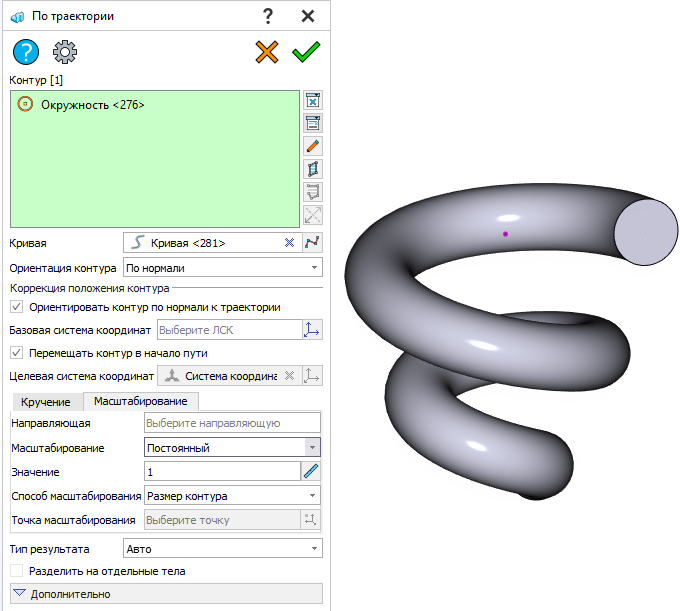 По траектории ? ✕
?
Контур [1]
Окружность <276>
Кривая Кривая <281>
Ориентация контура По нормали
Коррекция положения контура
Ориентировать контур по нормали к траектории
Базовая система координат Выберите ЛСК
Перемещать контур в начало пути
Целевая система координат Система координа
Кручение Масштабирование
Направляющая Выберите направляющую
Масштабирование Постоянный
Значение 1
Способ масштабирования Размер контура
Точка масштабирования Выберите точку
Тип результата Авто
Разделить на отдельные тела
Дополнительно